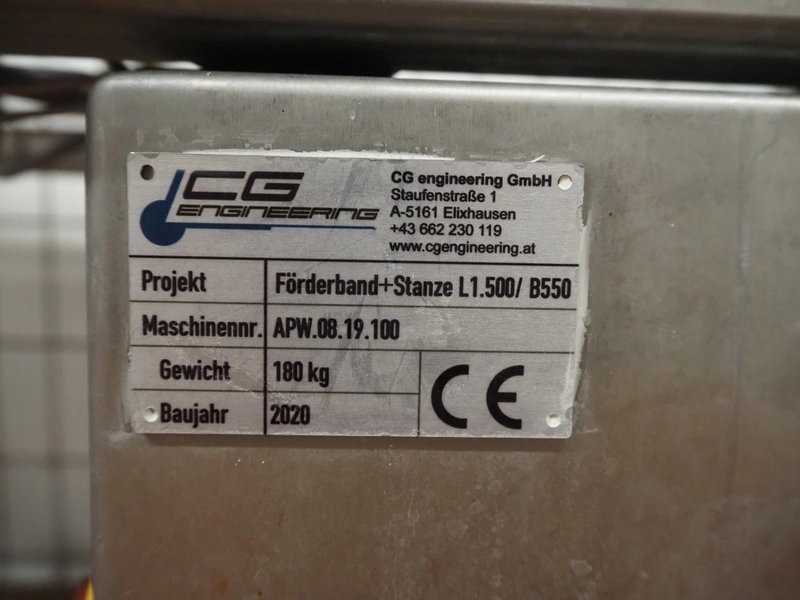 CG
ENGINEERING
CG engineering GmbH
Staufenstraße 1
A-5161 Elixhausen
+43 662 230 119
www.cgengineering.at
Projekt Förderband+Stanze L1.500/ B550
Maschinennr. APW.08.19.100
Gewicht 180 kg
Baujahr 2020
CE